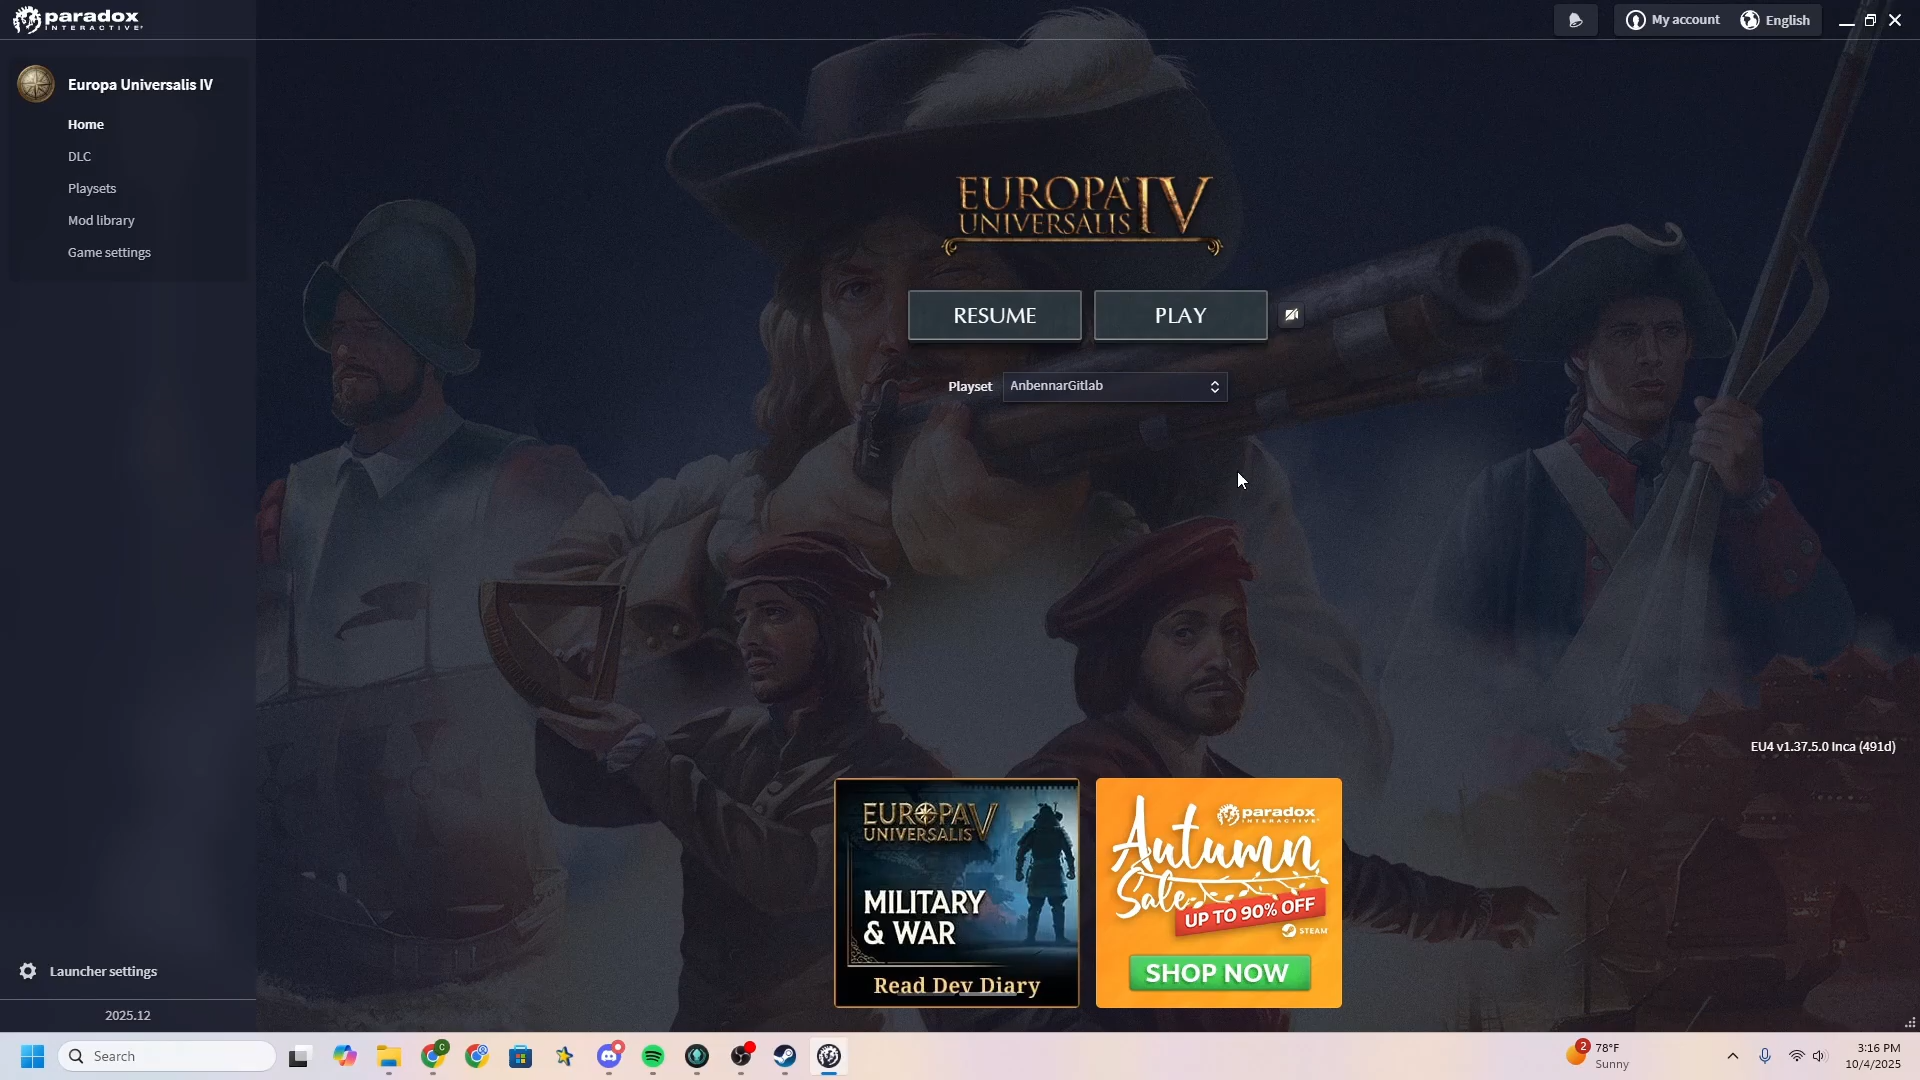 paradox
INTERACTIVE
My account
English
Europa Universalis IV
Home
DLC
Playsets
Mod library
Game settings
EUROPA
UNIVERSALIS IV
RESUME
PLAY
Playset
AnbennarGitlab
EU4 v1.37.5.0 Inca (491d)
EUROPA
UNIVERSALIS V
MILITARY
& WAR
Read Dev Diary
paradox
INTERACTIVE
Autumn
Sale
UP TO 90% OFF
STEAM
SHOP NOW
Launcher settings
2025.12
Search
C
2
78°F
Sunny
3:16 PM
10/4/2025